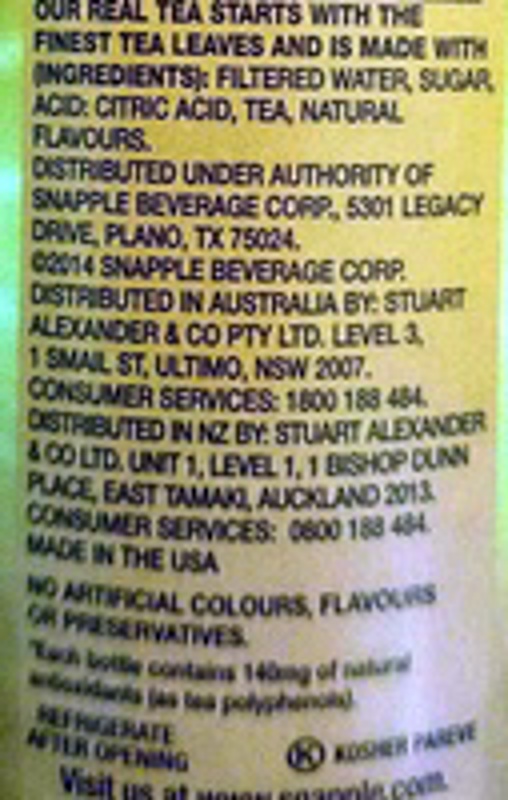 OUR REAL TEA STARTS WITH THE
FINEST TEA LEAVES AND IS MADE WITH
(INGREDIENTS): FILTERED WATER, SUGAR,
ACID: CITRIC ACID, TEA, NATURAL
FLAVOURS.
DISTRIBUTED UNDER AUTHORITY OF
SNAPPLE BEVERAGE CORP., 5301 LEGACY
DRIVE, PLANO, TX 75024.
©2014 SNAPPLE BEVERAGE CORP.
DISTRIBUTED IN AUSTRALIA BY: STUART
ALEXANDER & CO PTY LTD. LEVEL 3,
1 SMAIL ST, ULTIMO, NSW 2007.
CONSUMER SERVICES: 1800 188 484.
DISTRIBUTED IN NZ BY: STUART ALEXANDER
& CO LTD. UNIT 1, LEVEL 1, 1 BISHOP DUNN
PLACE, EAST TAMAKI, AUCKLAND 2013.
CONSUMER SERVICES: 0800 188 484.
MADE IN THE USA
NO ARTIFICIAL COLOURS, FLAVOURS
OR PRESERVATIVES.
*Each bottle contains 140mg of natural
antioxidants (as tea polyphenols).
REFRIGERATE
AFTER OPENING
K KOSHER PAREVE
Visit us at www.snapple.com.